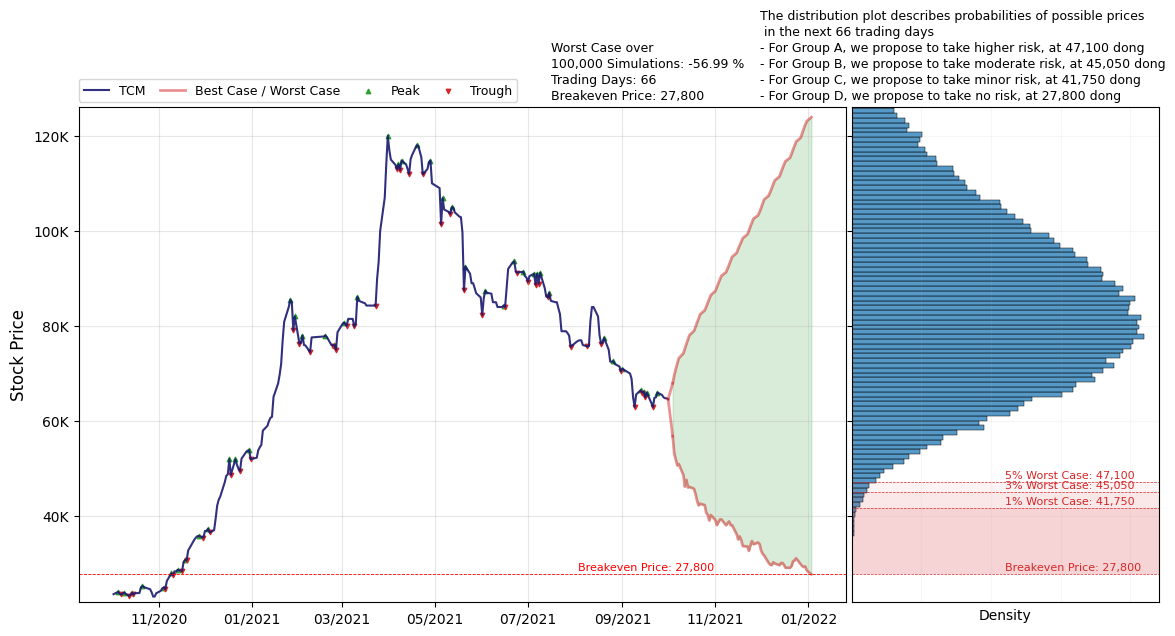 The distribution plot describes probabilities of possible prices
in the next 66 trading days
- For Group A, we propose to take higher risk, at 47,100 dong
- For Group B, we propose to take moderate risk, at 45,050 dong
- For Group C, we propose to take minor risk, at 41,750 dong
- For Group D, we propose to take no risk, at 27,800 dong
Worst Case over
100,000 Simulations: -56.99 %
Trading Days: 66
Breakeven Price: 27,800
TCM
Best Case / Worst Case
Peak
Trough
Stock Price
120K
100K
80K
60K
40K
11/2020
01/2021
03/2021
05/2021
07/2021
09/2021
11/2021
01/2022
Breakeven Price: 27,800
5% Worst Case: 47,100
3% Worst Case: 45,050
1% Worst Case: 41,750
Breakeven Price: 27,800
Density